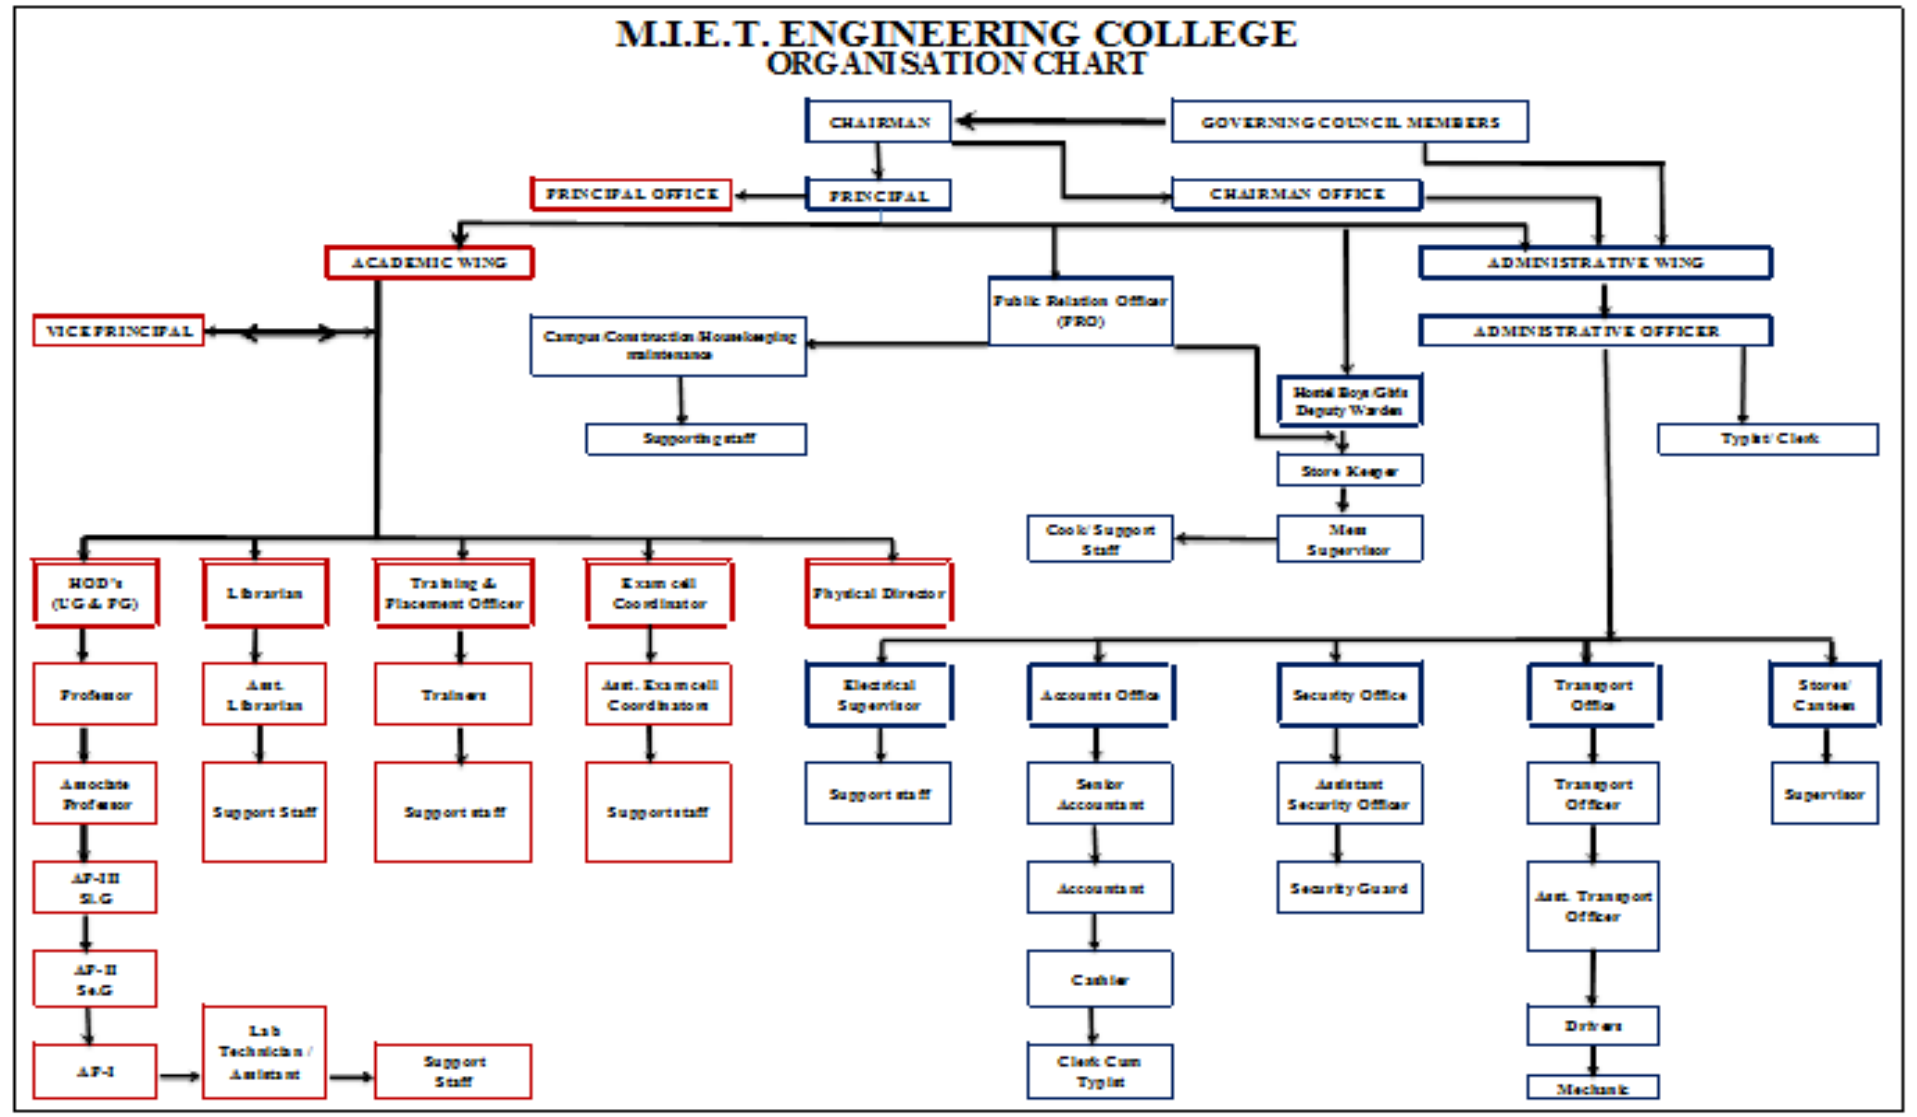 M.I.E.T. ENGINEERING COLLEGE
ORGANISATION CHART
CHAIRMAN
GOVERNING COUNCIL MEMBERS
PRINCIPAL OFFICE
PRINCIPAL
CHAIRMAN OFFICE
ACADEMIC WING
ADMINISTRATIVE WING
VICE PRINCIPAL
Public Relation Officer
(PRO)
ADMINISTRATIVE OFFICER
Campus/Construction/Housekeeping
maintenance
Hostel Boys/Girls
Deputy Warden
Supporting staff
Typist/ Clerk
Store Keeper
Cook/ Support
Staff
Mess
Supervisor
HOD's
(UG & PG)
Librarian
Training &
Placement Officer
Exam cell
Coordinator
Physical Director
Professor
Asst.
Librarian
Trainers
Asst. Exam cell
Coordinators
Electrical
Supervisor
Accounts Office
Security Office
Transport
Office
Stores/
Canteen
Associate
Professor
Support Staff
Support staff
Support staff
Support staff
Senior
Accountant
Assistant
Security Officer
Transport
Officer
Supervisor
AP-III
Sl.G
Accountant
Security Guard
Asst. Transport
Officer
AP-II
Se.G
Cashier
AP-I
Lab
Technician /
Assistant
Support
Staff
Clerk Cum
Typist
Drivers
Mechanic